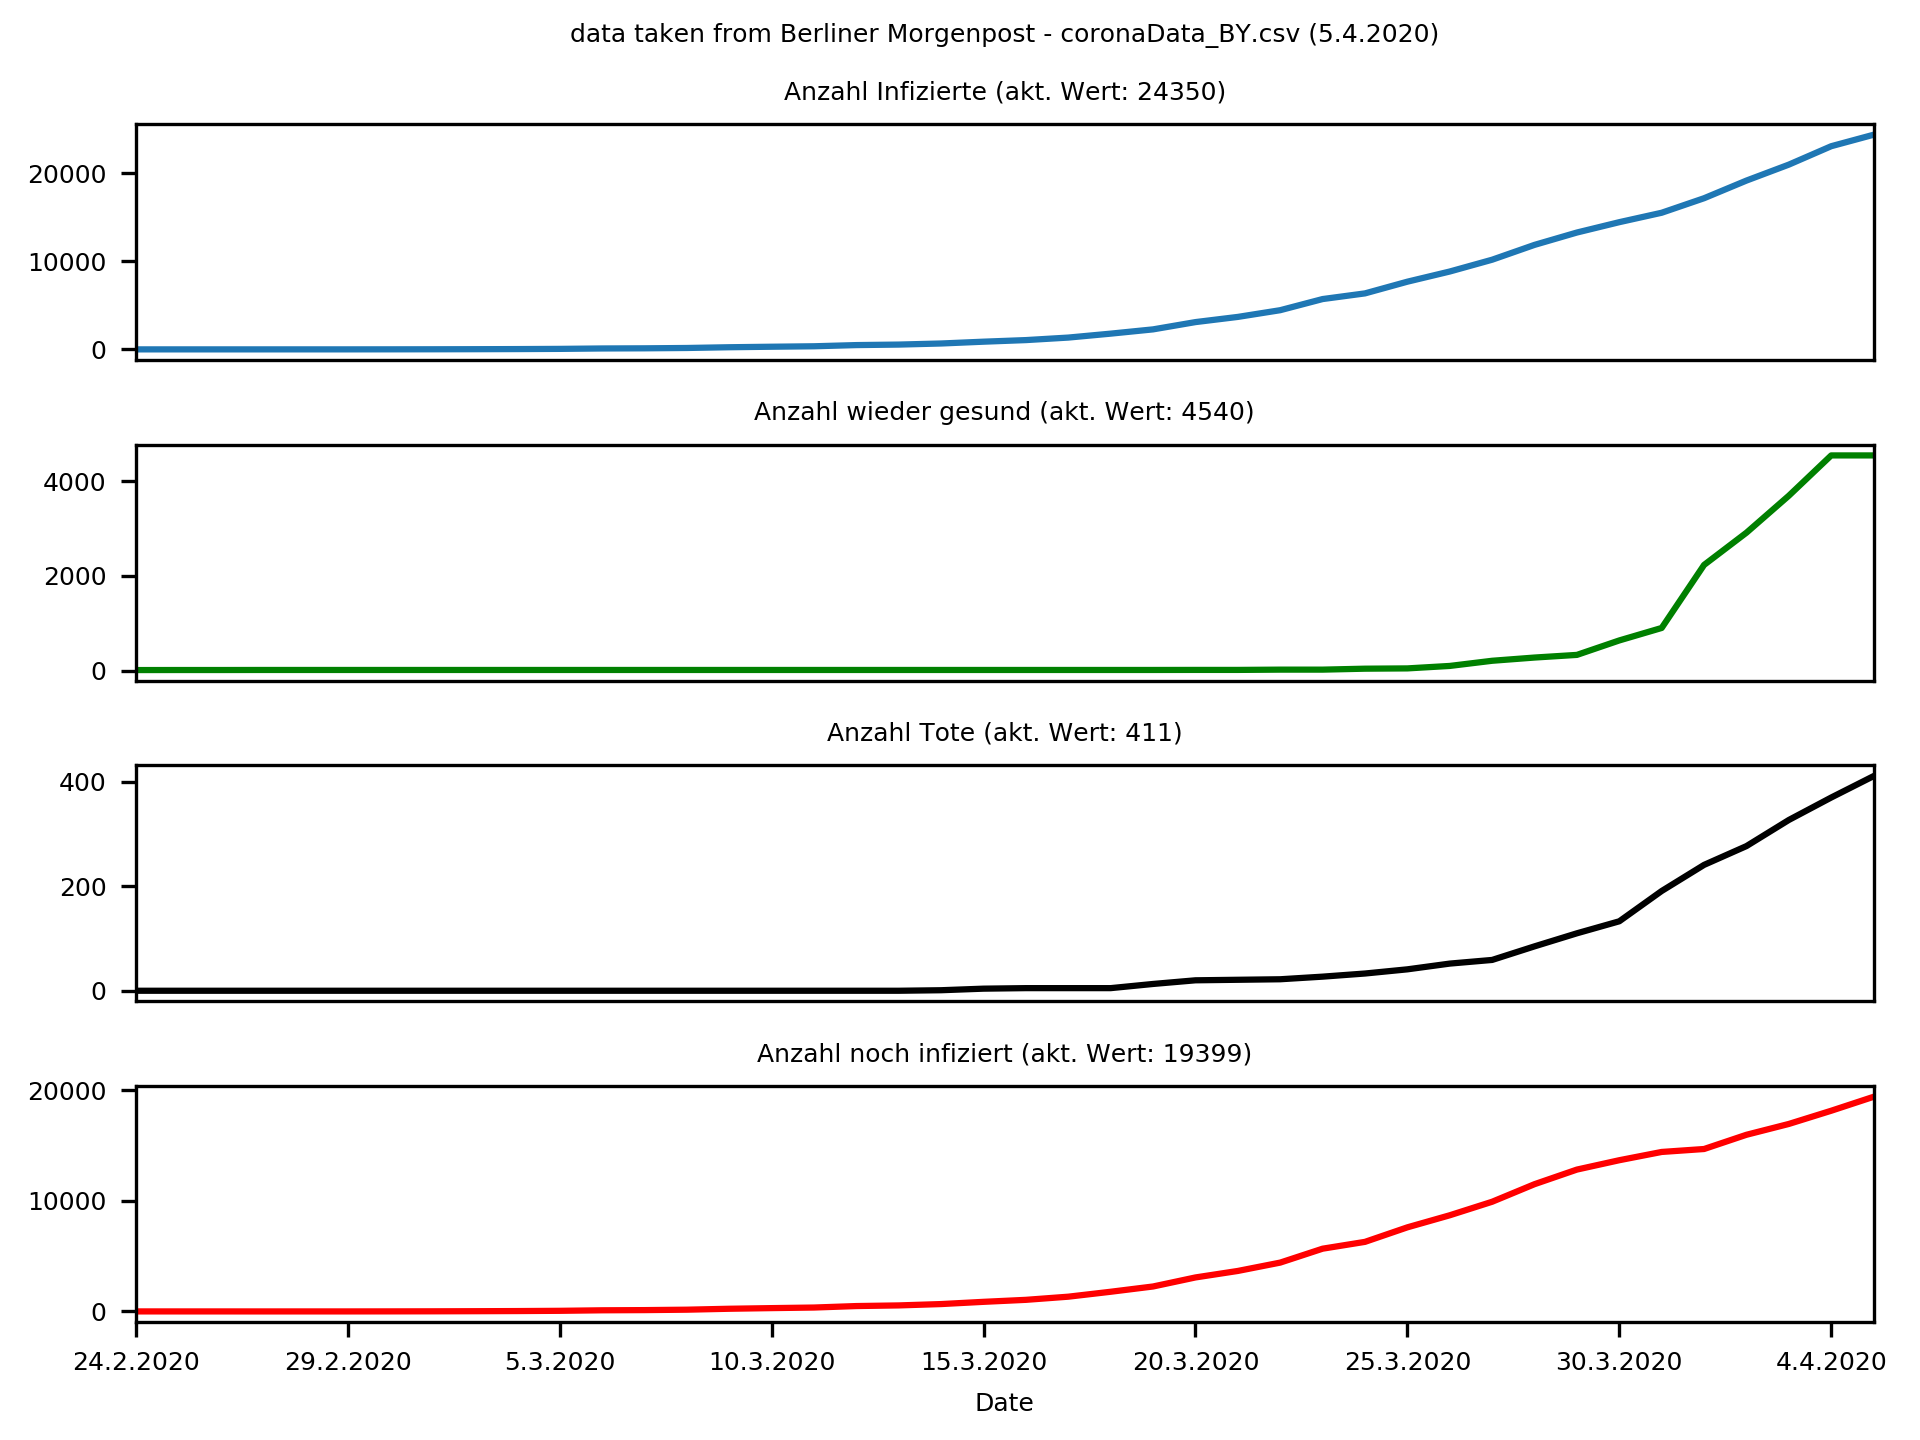 data taken from Berliner Morgenpost - coronaData_BY.csv (5.4.2020)
Anzahl Infizierte (akt. Wert: 24350)
20000
10000
0
Anzahl wieder gesund (akt. Wert: 4540)
4000
2000
0
Anzahl Tote (akt. Wert: 411)
400
200
0
Anzahl noch infiziert (akt. Wert: 19399)
20000
10000
0
24.2.2020 29.2.2020 5.3.2020 10.3.2020 15.3.2020 20.3.2020 25.3.2020 30.3.2020 4.4.2020
Date